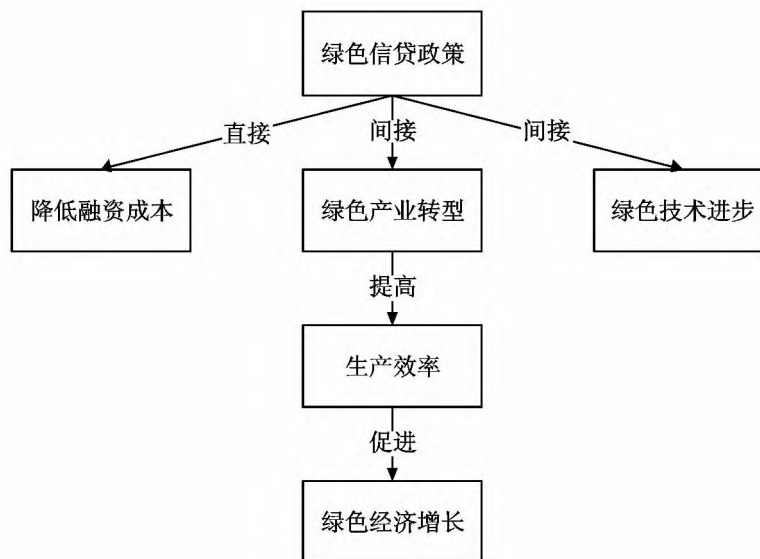 绿色信贷政策
直接
间接
间接
降低融资成本
绿色产业转型
绿色技术进步
提高
生产效率
促进
绿色经济增长